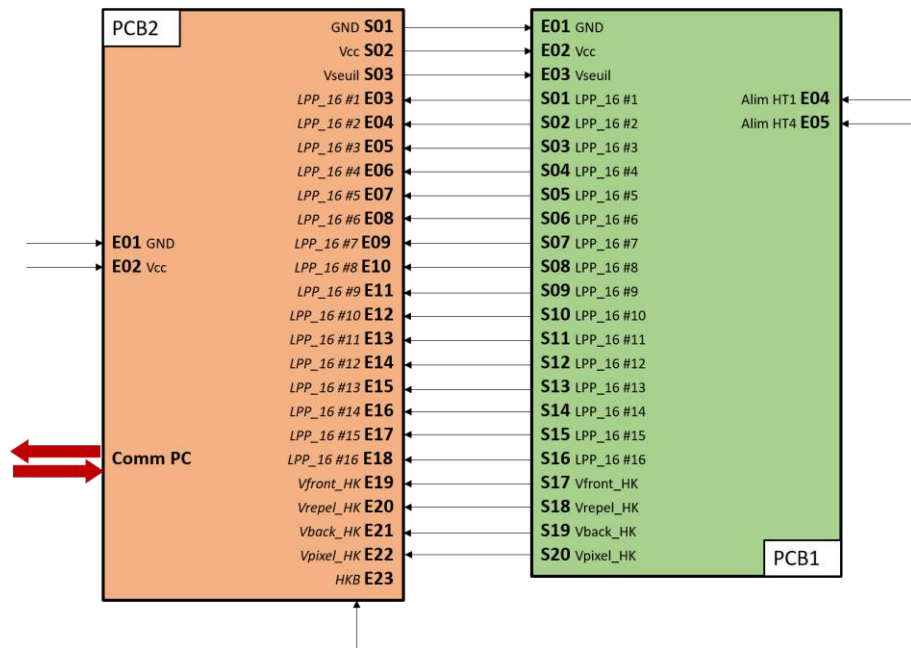 PCB2
GND S01
Vcc S02
Vseuil S03
LPP_16 #1 E03
LPP_16 #2 E04
LPP_16 #3 E05
LPP_16 #4 E06
LPP_16 #5 E07
LPP_16 #6 E08
E01 GND
LPP_16 #7 E09
E02 Vcc
LPP_16 #8 E10
LPP_16 #9 E11
LPP_16 #10 E12
LPP_16 #11 E13
LPP_16 #12 E14
LPP_16 #13 E15
LPP_16 #14 E16
LPP_16 #15 E17
Comm PC
LPP_16 #16 E18
Vfront_HK E19
Vrepel_HK E20
Vback_HK E21
Vpixel_HK E22
HKB E23
E01 GND
E02 Vcc
E03 Vseuil
S01 LPP_16 #1
Alim HT1 E04
S02 LPP_16 #2
Alim HT4 E05
S03 LPP_16 #3
S04 LPP_16 #4
S05 LPP_16 #5
S06 LPP_16 #6
S07 LPP_16 #7
S08 LPP_16 #8
S09 LPP_16 #9
S10 LPP_16 #10
S11 LPP_16 #11
S12 LPP_16 #12
S13 LPP_16 #13
S14 LPP_16 #14
S15 LPP_16 #15
S16 LPP_16 #16
S17 Vfront_HK
S18 Vrepel_HK
S19 Vback_HK
S20 Vpixel_HK
PCB1